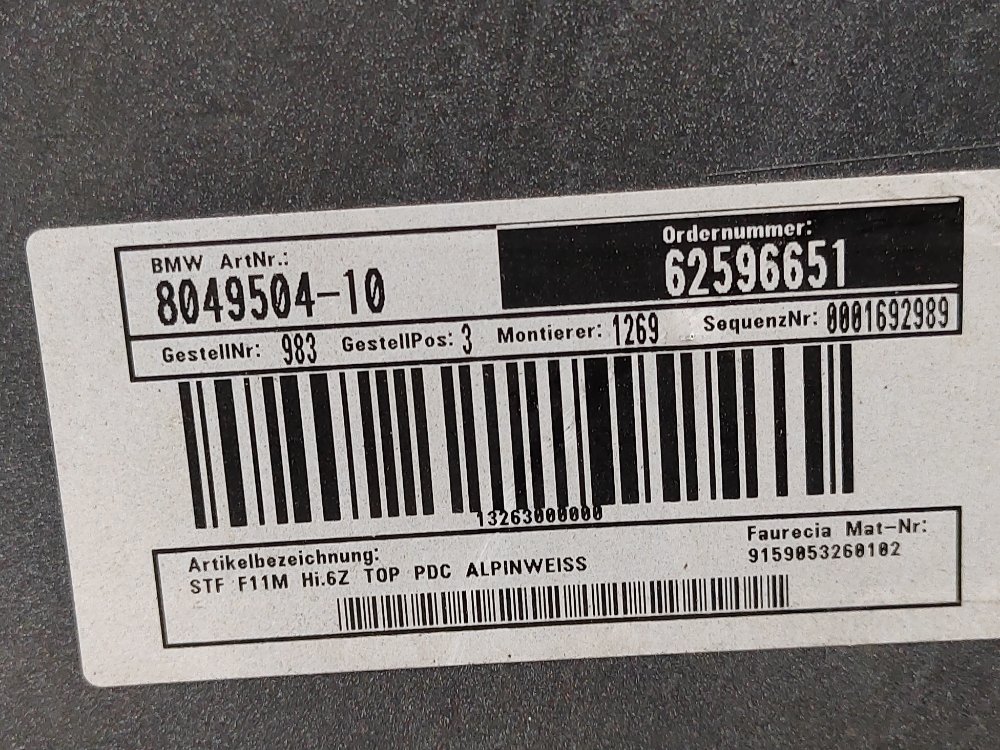 BMW ArtNr.:
8049504-10
Ordernummer:
62596651
GestellNr: 983 GestellPos: 3 Montierer: 1269 SequenzNr: 0001692989
13263000000
Artikelbezeichnung:
STF F11M Hi.6Z TOP PDC ALPINWEISS
Faurecia Mat-Nr:
9159053260102